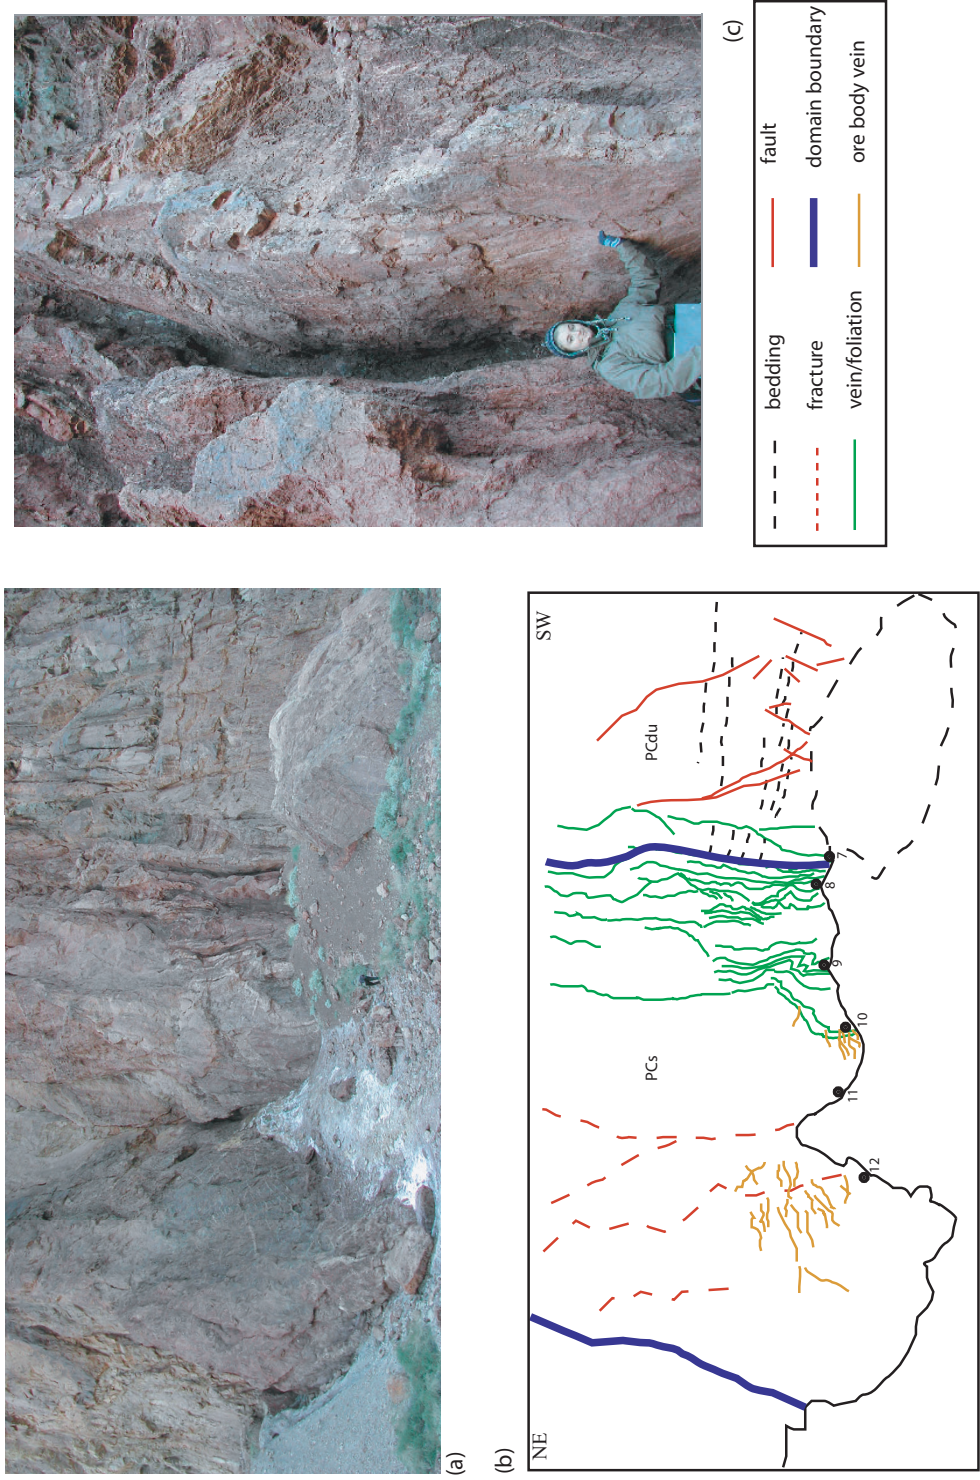 (a)
(b)
NE
SW
PCs
PCdu
12
11
10
9
8
7
(c)
bedding
fault
fracture
domain boundary
vein/foliation
ore body vein